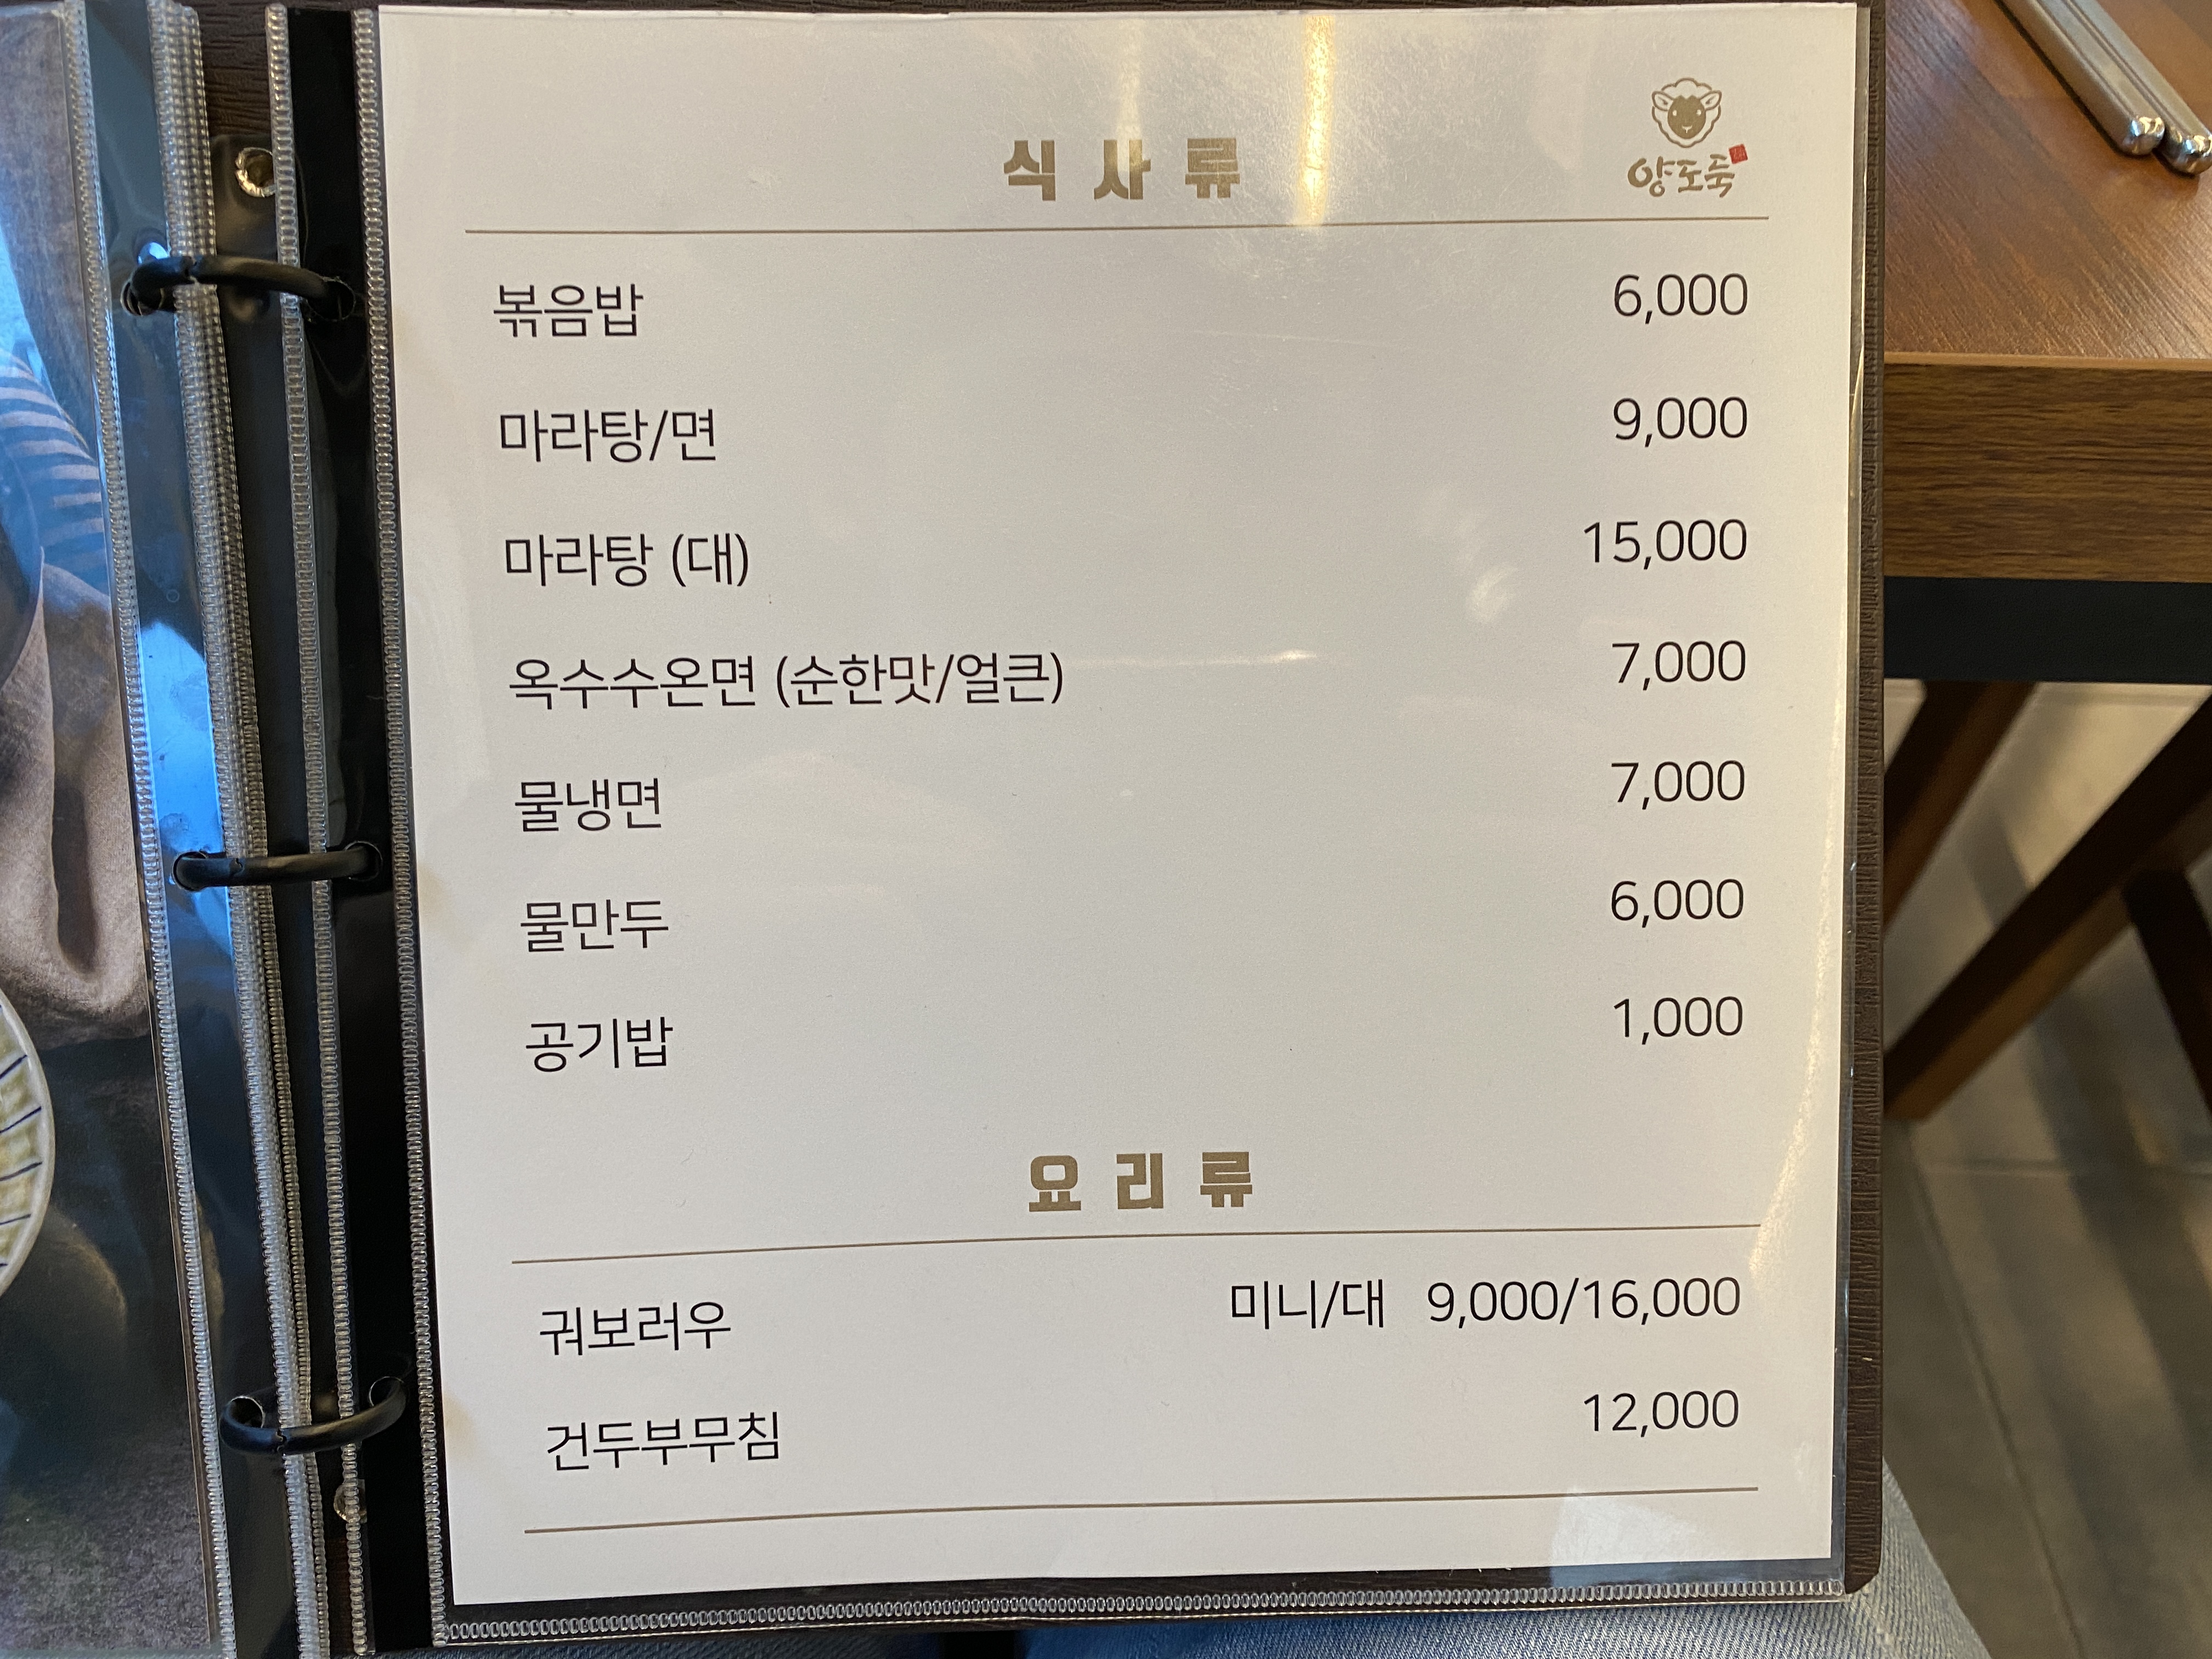 양도둑
식사류
볶음밥 6,000
마라탕/면 9,000
마라탕 (대) 15,000
옥수수온면 (순한맛/얼큰) 7,000
물냉면 7,000
물만두 6,000
공기밥 1,000
요리류
궈보러우 미니/대 9,000/16,000
건두부무침 12,000